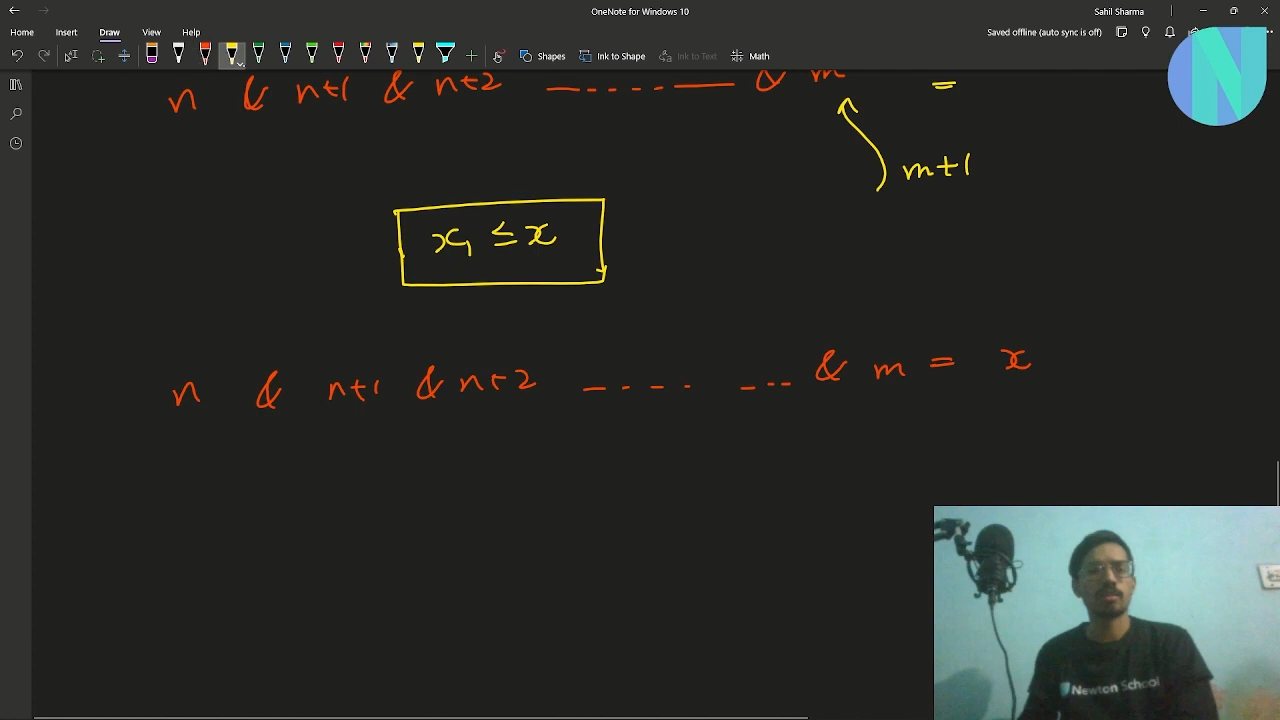 OneNote for Windows 10
Sahil Sharma
Home Insert Draw View Help
Saved offline (auto sync is off)
Shapes Ink to Shape Ink to Text Math
n & n+1 & n+2 ------- & m =
m+1
x₁ ≤ x
n & n+1 & n+2 ---- --- & m = x
Newton School